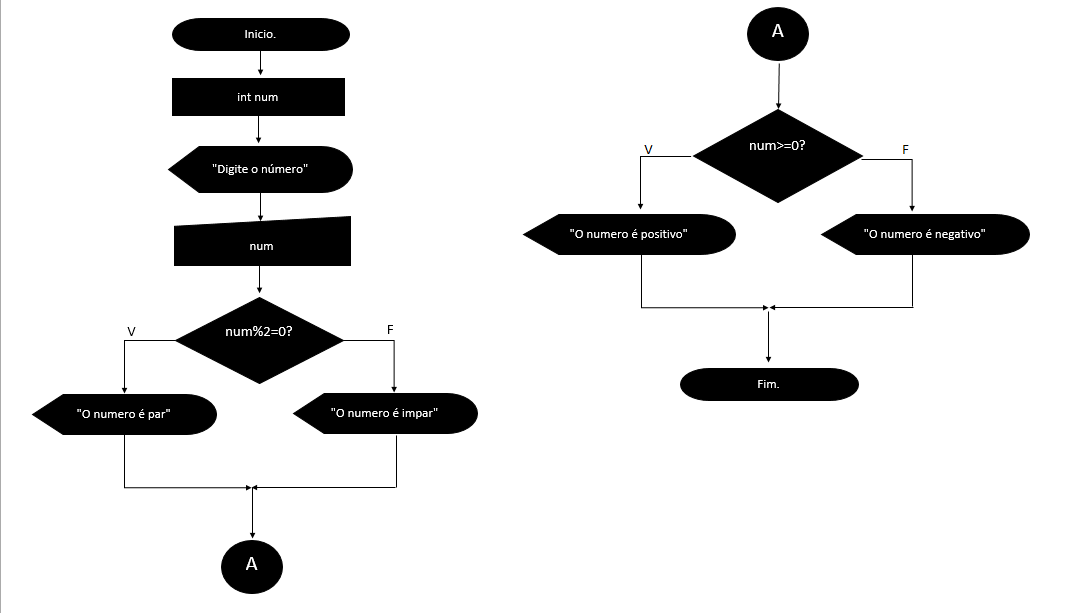 Inicio.
int num
"Digite o número"
num
num%2=0?
V
F
"O numero é par"
"O numero é impar"
A
A
num>=0?
V
F
"O numero é positivo"
"O numero é negativo"
Fim.